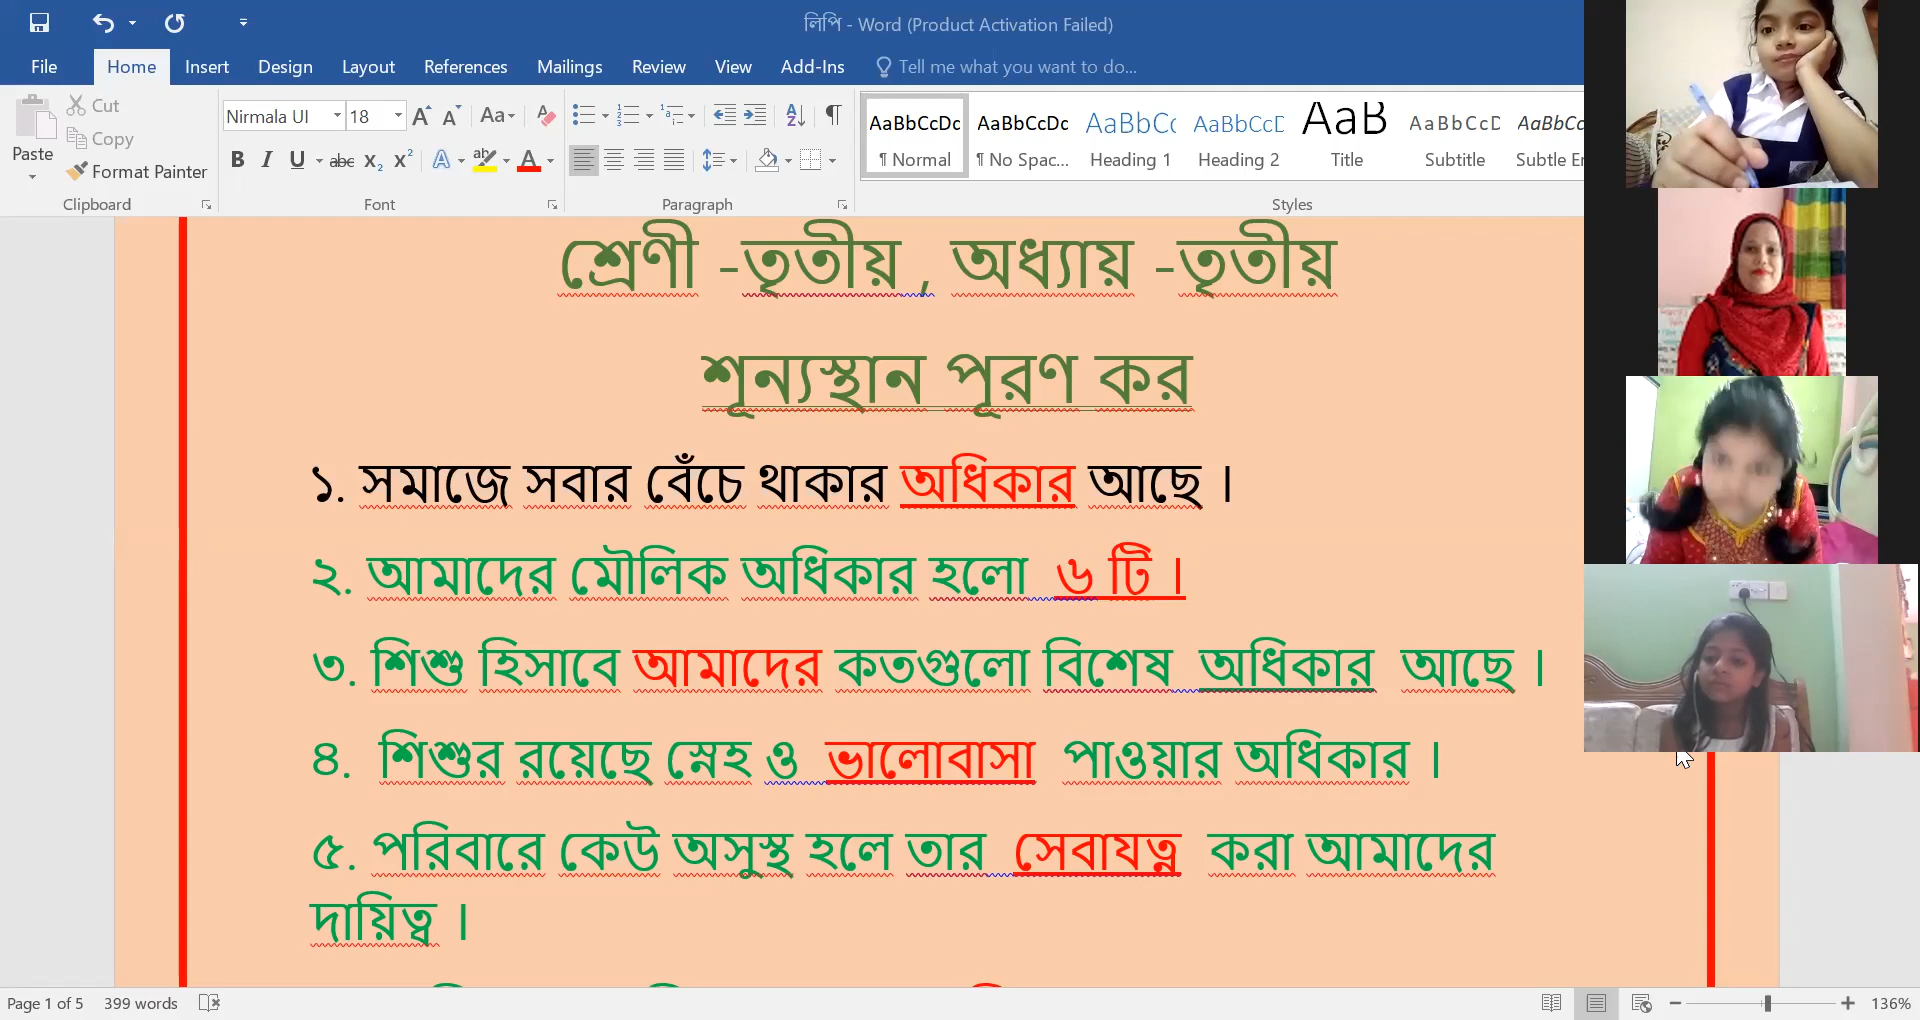 লিপি - Word (Product Activation Failed)
File Home Insert Design Layout References Mailings Review View Add-Ins Tell me what you want to do...
Cut
Copy
Paste
Format Painter
Nirmala UI 18
AaBbCcDc AaBbCcDc AaBbCc AaBbCcD AaB AaBbCcD AaBbCc
¶ Normal ¶ No Spac... Heading 1 Heading 2 Title Subtitle Subtle
Clipboard Font Paragraph Styles
শ্রেণী -তৃতীয় , অধ্যায় -তৃতীয়
শূন্যস্থান পূরণ কর
১. সমাজে সবার বেঁচে থাকার অধিকার আছে ।
২. আমাদের মৌলিক অধিকার হলো ৬ টি ।
৩. শিশু হিসাবে আমাদের কতগুলো বিশেষ অধিকার আছে ।
৪. শিশুর রয়েছে স্নেহ ও ভালোবাসা পাওয়ার অধিকার ।
৫. পরিবারে কেউ অসুস্থ হলে তার সেবাযত্ন করা আমাদের
দায়িত্ব ।
Page 1 of 5 399 words 136%